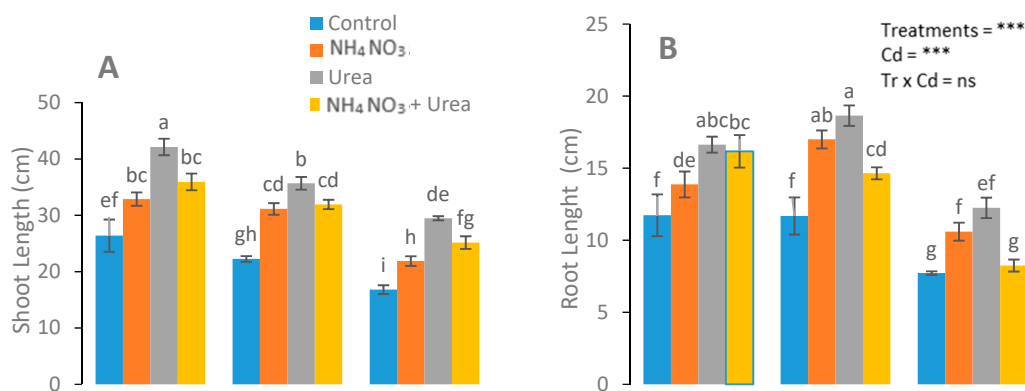 A
Control
NH₄NO₃
Urea
NH₄NO₃ + Urea
Shoot Length (cm)
50
40
30
20
10
0
ef
bc
a
bc
gh
cd
b
cd
i
h
de
fg
B
Treatments = ***
Cd = ***
Tr x Cd = ns
Root Lenght (cm)
25
20
15
10
5
0
f
de
abc
bc
f
ab
a
cd
g
f
ef
g